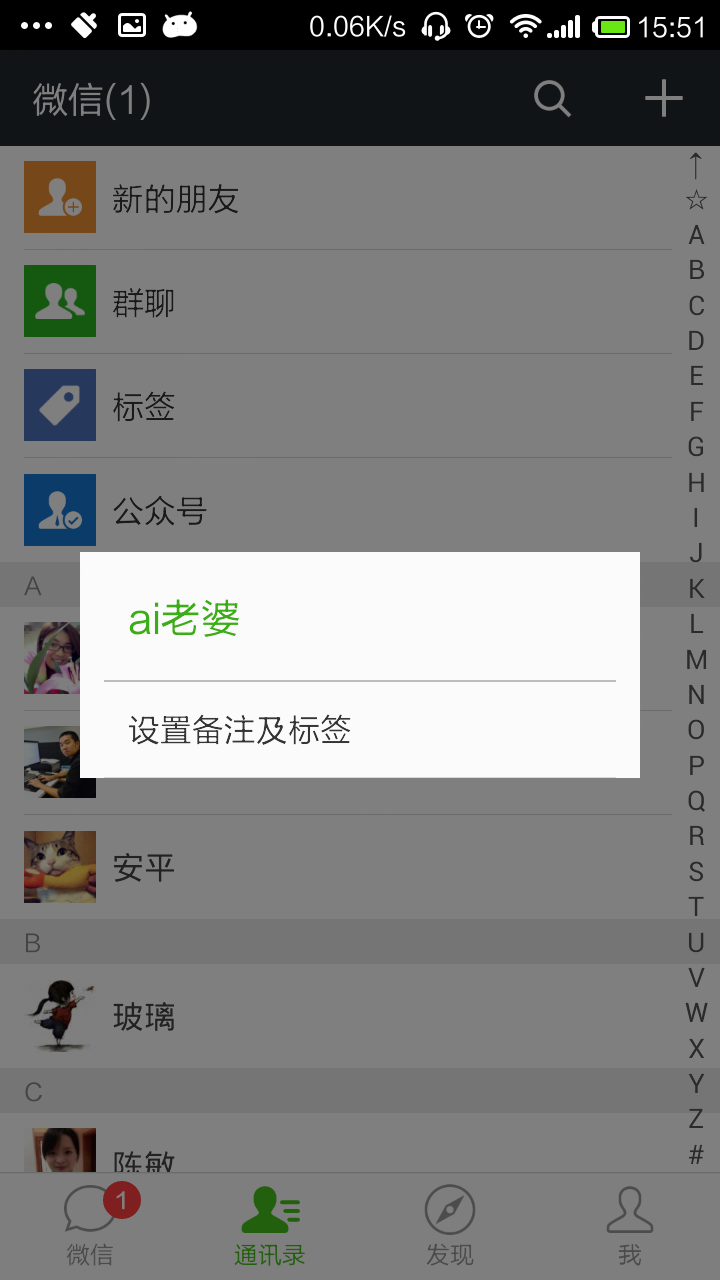 0.06K/s 15:51
微信(1)
新的朋友
群聊
标签
公众号
A
ai老婆
设置备注及标签
安平
B
玻璃
C
陈敏
↑
☆
A
B
C
D
E
F
G
H
I
J
K
L
M
N
O
P
Q
R
S
T
U
V
W
X
Y
Z
#
1
微信
通讯录
发现
我